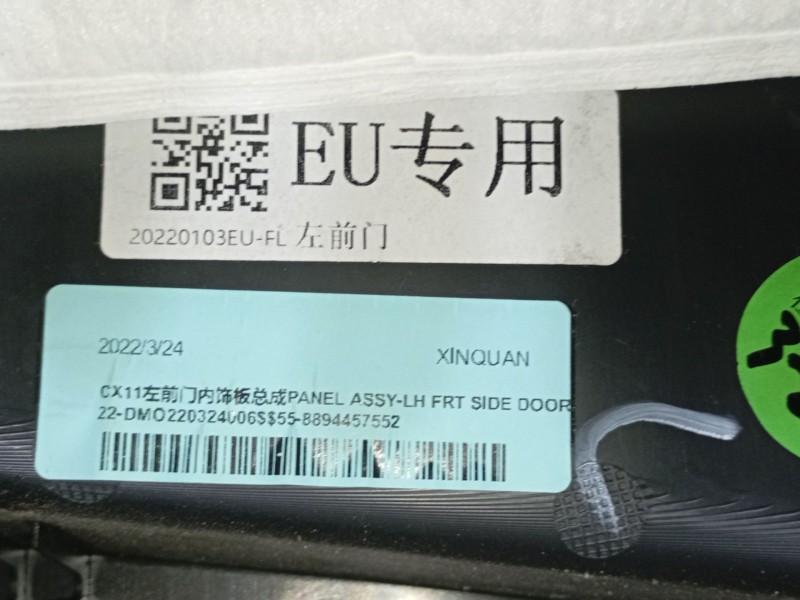 EU专用
20220103EU-FL 左前门
2022/3/24 XINQUAN
CX11左前门内饰板总成PANEL ASSY-LH FRT SIDE DOOR
22-DMO220324006$$55-8894457552